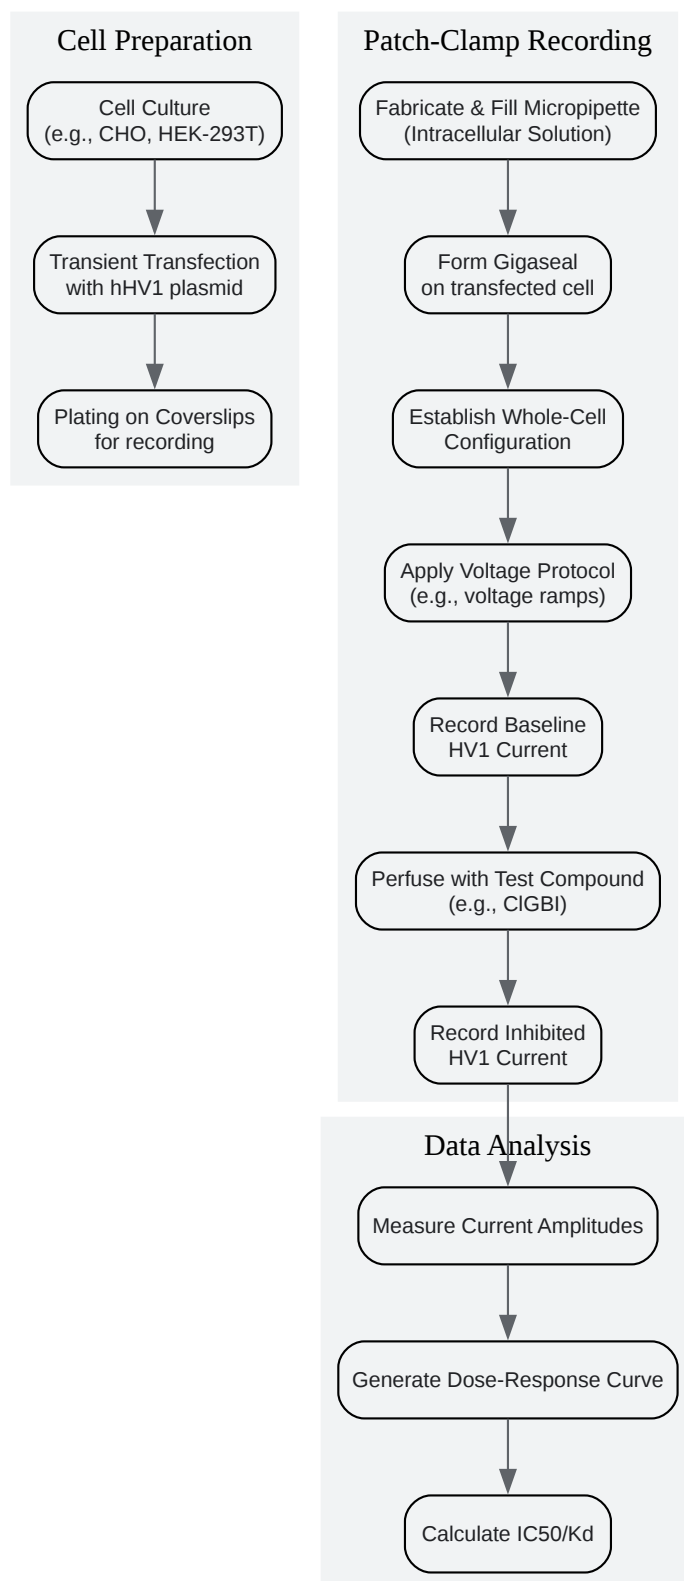 Cell Preparation
Cell Culture
(e.g., CHO, HEK-293T)
Transient Transfection
with hHV1 plasmid
Plating on Coverslips
for recording
Patch-Clamp Recording
Fabricate & Fill Micropipette
(Intracellular Solution)
Form Gigaseal
on transfected cell
Establish Whole-Cell
Configuration
Apply Voltage Protocol
(e.g., voltage ramps)
Record Baseline
HV1 Current
Perfuse with Test Compound
(e.g., ClGBI)
Record Inhibited
HV1 Current
Data Analysis
Measure Current Amplitudes
Generate Dose-Response Curve
Calculate IC50/Kd